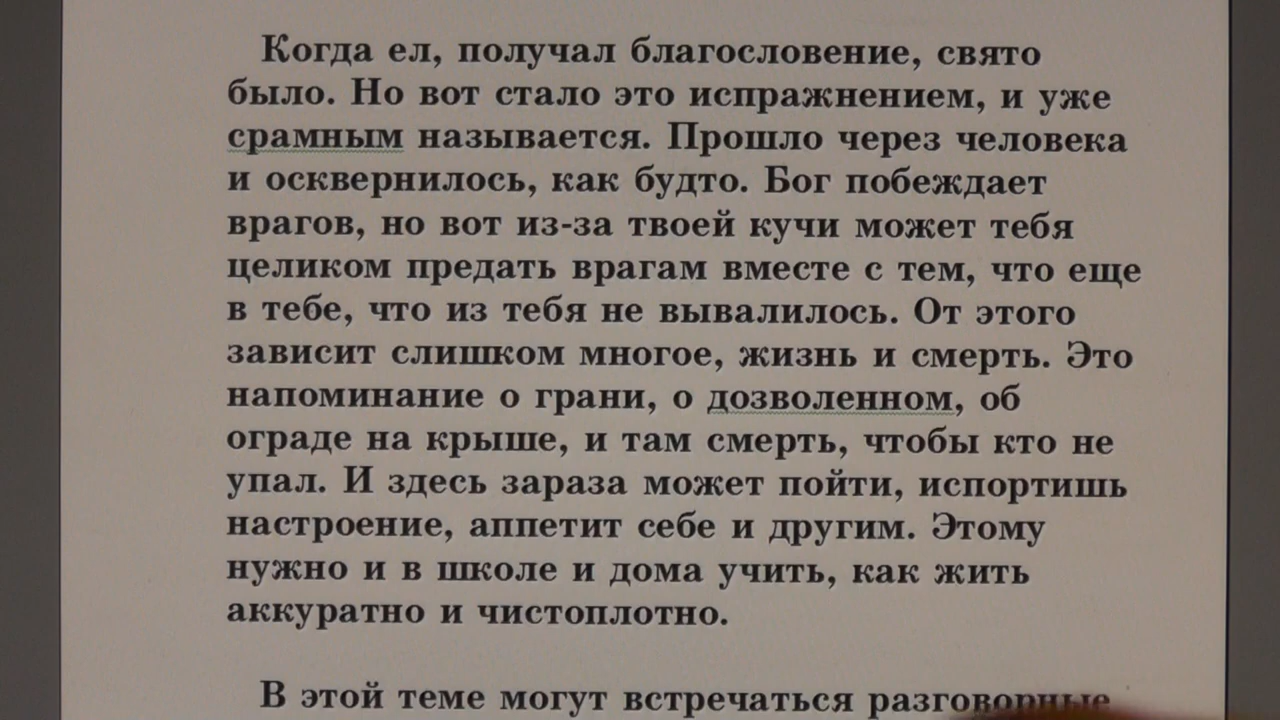 Когда ел, получал благословение, свято
было. Но вот стало это испражнением, и уже
срамным называется. Прошло через человека
и осквернилось, как будто. Бог побеждает
врагов, но вот из-за твоей кучи может тебя
целиком предать врагам вместе с тем, что еще
в тебе, что из тебя не вывалилось. От этого
зависит слишком многое, жизнь и смерть. Это
напоминание о грани, о дозволенном, об
ограде на крыше, и там смерть, чтобы кто не
упал. И здесь зараза может пойти, испортишь
настроение, аппетит себе и другим. Этому
нужно и в школе и дома учить, как жить
аккуратно и чистоплотно.
В этой теме могут встречаться разговорные